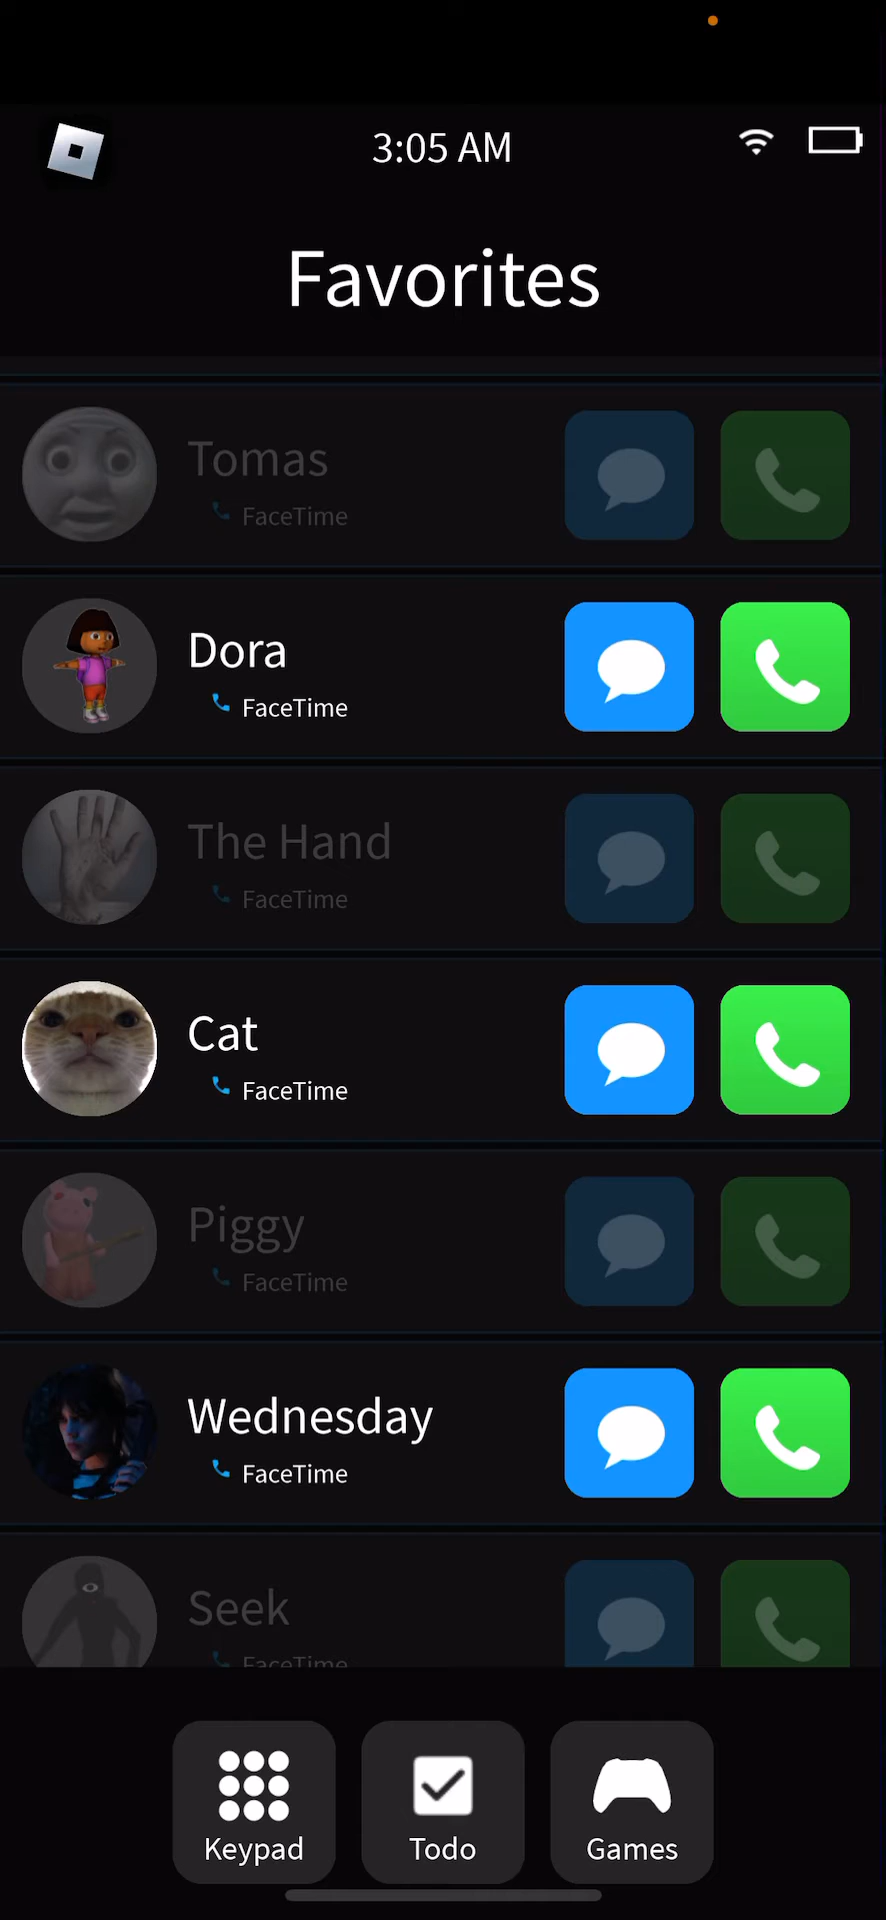 3:05 AM
Favorites
Tomas
FaceTime
Dora
FaceTime
The Hand
FaceTime
Cat
FaceTime
Piggy
FaceTime
Wednesday
FaceTime
Seek
FaceTime
Keypad
Todo
Games